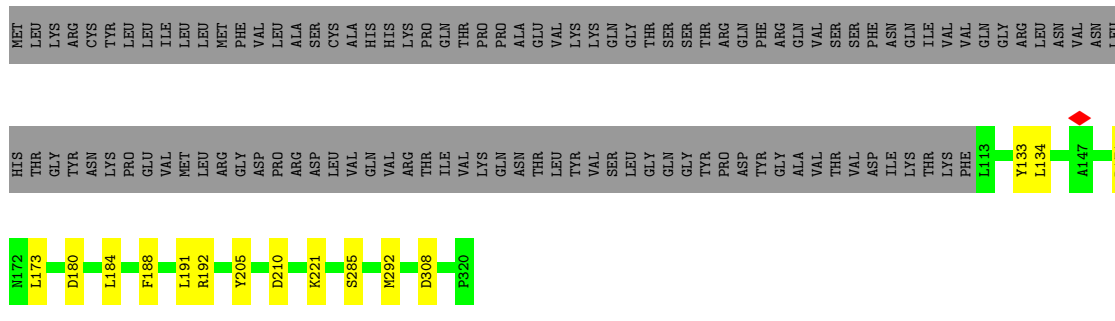 MET LEU LYS ARG CYS TYR LEU LEU ILE LEU LEU MET PHE VAL LEU ALA SER CYS ALA HIS HIS LYS PRO GLN THR PRO PRO ALA GLU VAL LYS LYS GLN GLY THR SER SER THR ARG GLN PHE ARG GLN VAL SER SER PHE ASN GLN ILE VAL VAL GLN GLY ARG LEU ASN VAL ASN LEU
HIS THR GLY TYR ASN LYS PRO GLU VAL MET LEU ARG GLY ASP PRO ARG ASP LEU VAL GLN VAL ARG THR ILE VAL LYS GLN ASN THR LEU TYR VAL SER LEU GLY GLN GLY TYR PRO ASP TYR GLY ALA VAL THR VAL ASP ILE LYS THR LYS PHE L113 Y133 L134 A147
N172 L173 D180 L184 F188 L191 R192 Y205 D210 K221 S285 M292 D308 P320